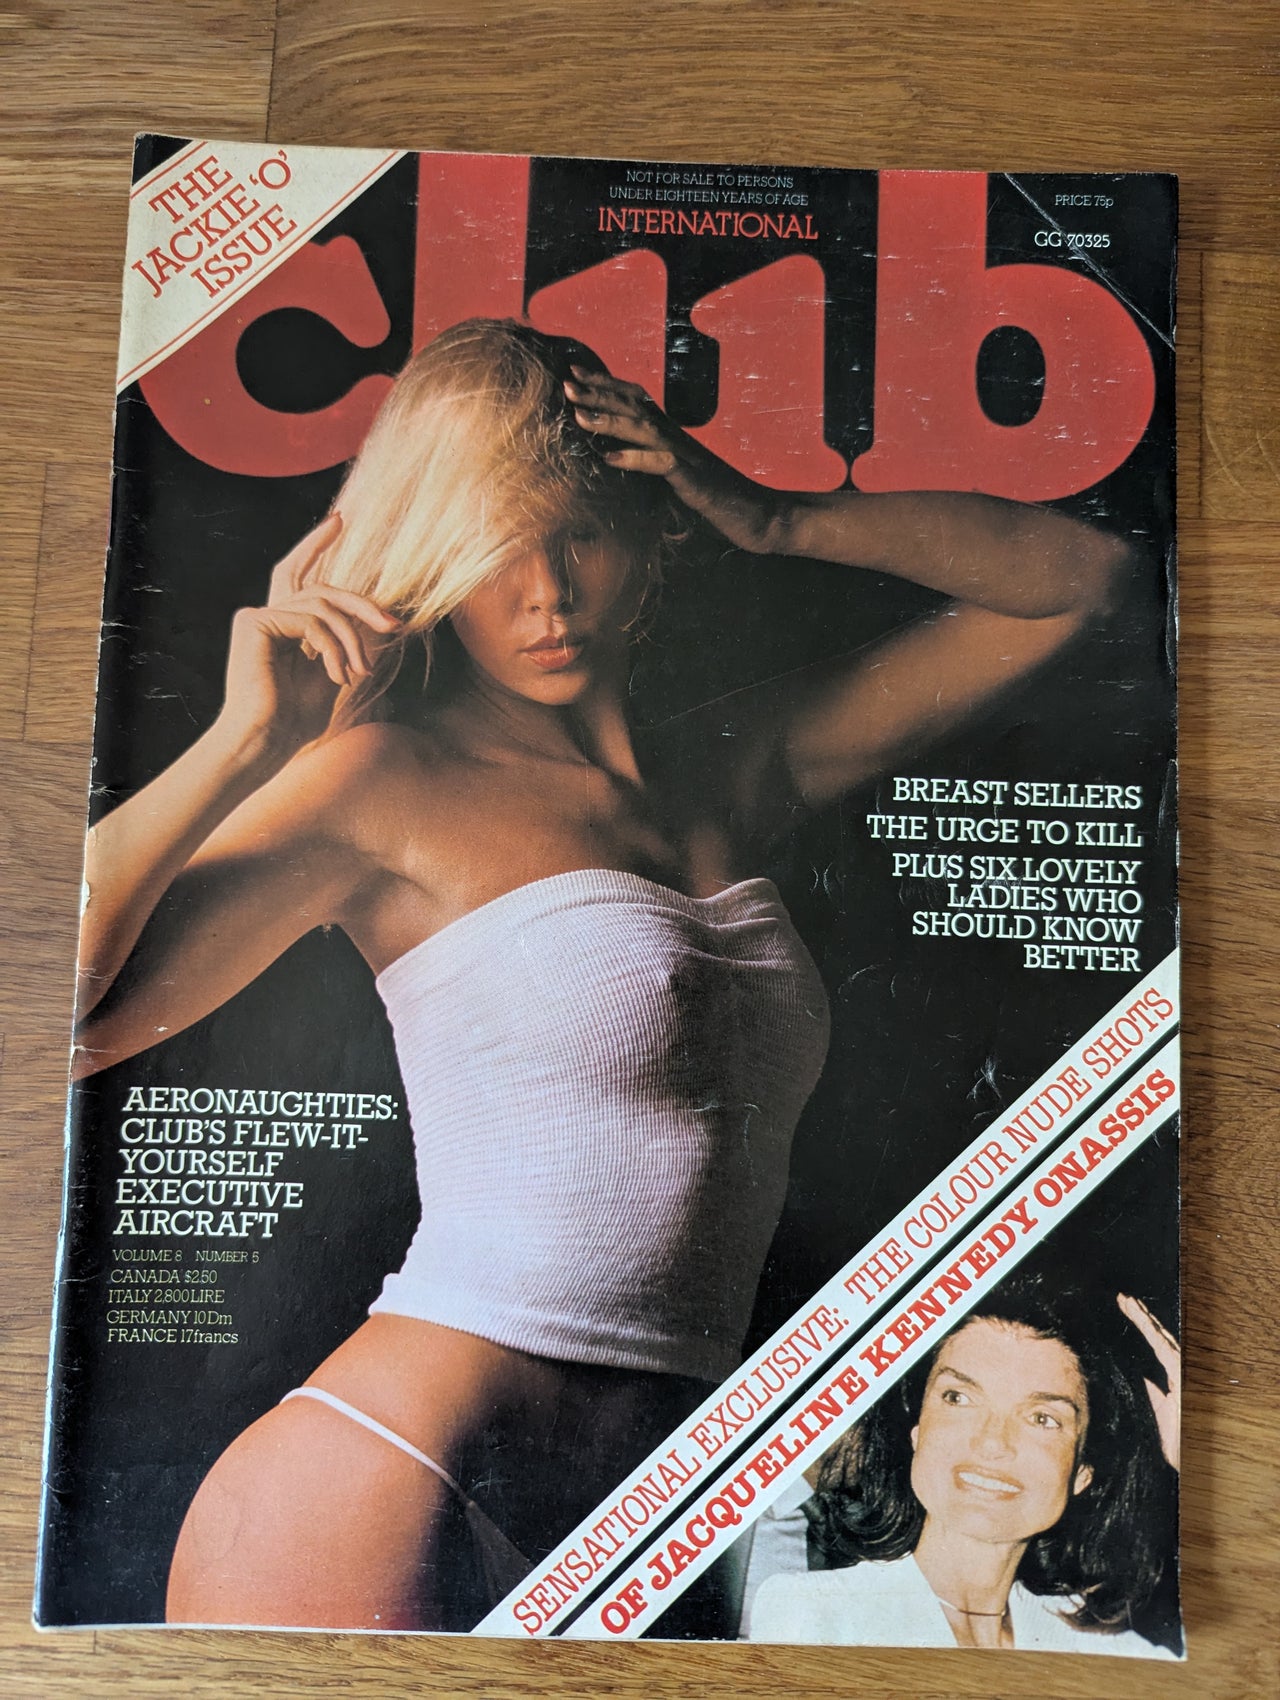 THE
JACKIE 'O'
ISSUE
NOT FOR SALE TO PERSONS
UNDER EIGHTEEN YEARS OF AGE
INTERNATIONAL
PRICE 75p
GG 70325
club
BREAST SELLERS
THE URGE TO KILL
PLUS SIX LOVELY
LADIES WHO
SHOULD KNOW
BETTER
AERONAUGHTIES:
CLUB'S FLEW-IT-
YOURSELF
EXECUTIVE
AIRCRAFT
VOLUME 8 NUMBER 5
CANADA $2.50
ITALY 2,800 LIRE
GERMANY 10 Dm
FRANCE 17 francs
SENSATIONAL EXCLUSIVE: THE COLOUR NUDE SHOTS
OF JACQUELINE KENNEDY ONASSIS